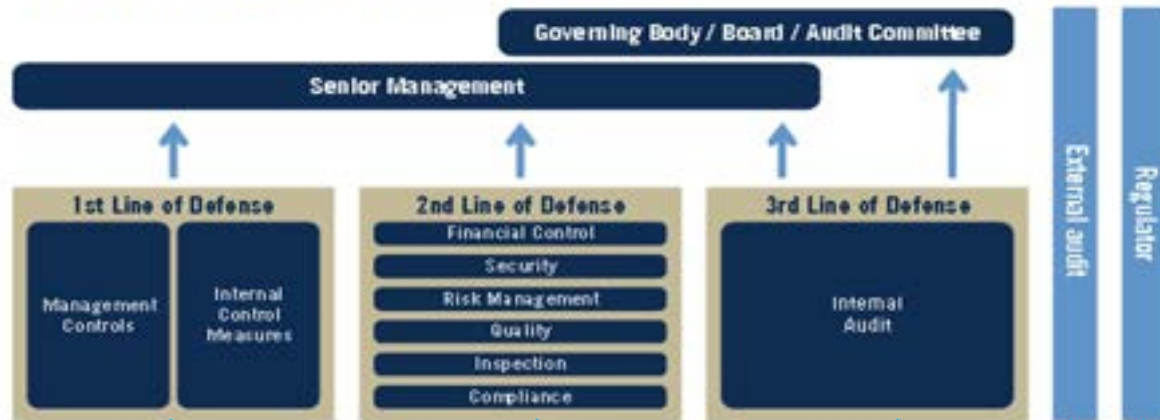 Governing Body / Board / Audit Committee
Senior Management
1st Line of Defense
Management
Controls
Internal
Control
Measures
2nd Line of Defense
Financial Control
Security
Risk Management
Quality
Inspection
Compliance
3rd Line of Defense
Internal
Audit
External audit
Regulator